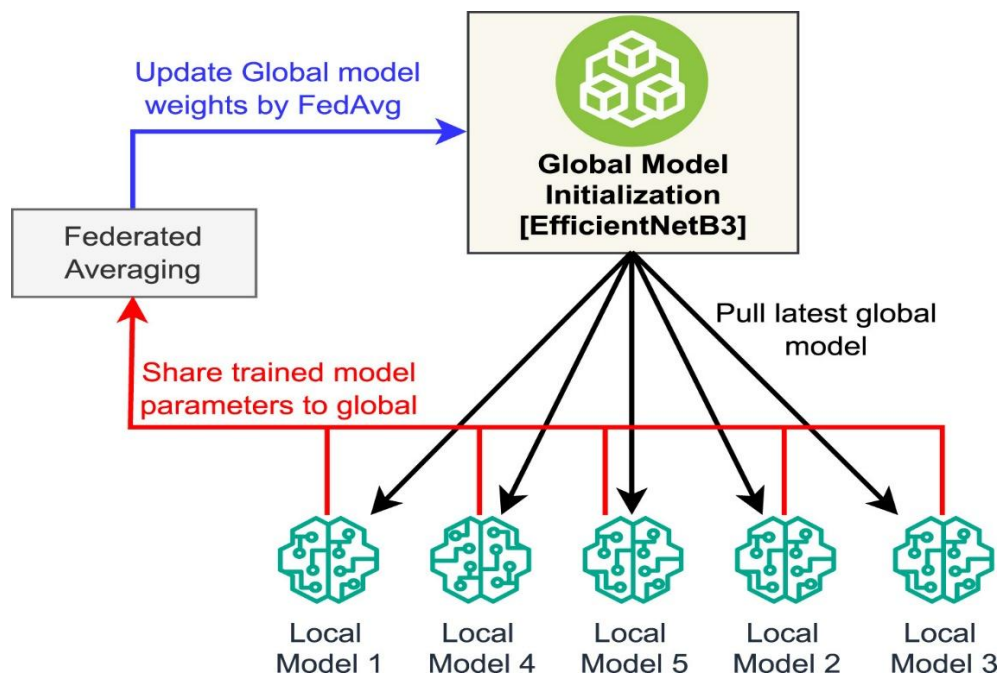 Update Global model
weights by FedAvg
Global Model
Initialization
[EfficientNetB3]
Federated
Averaging
Pull latest global
model
Share trained model
parameters to global
Local
Model 1
Local
Model 4
Local
Model 5
Local
Model 2
Local
Model 3